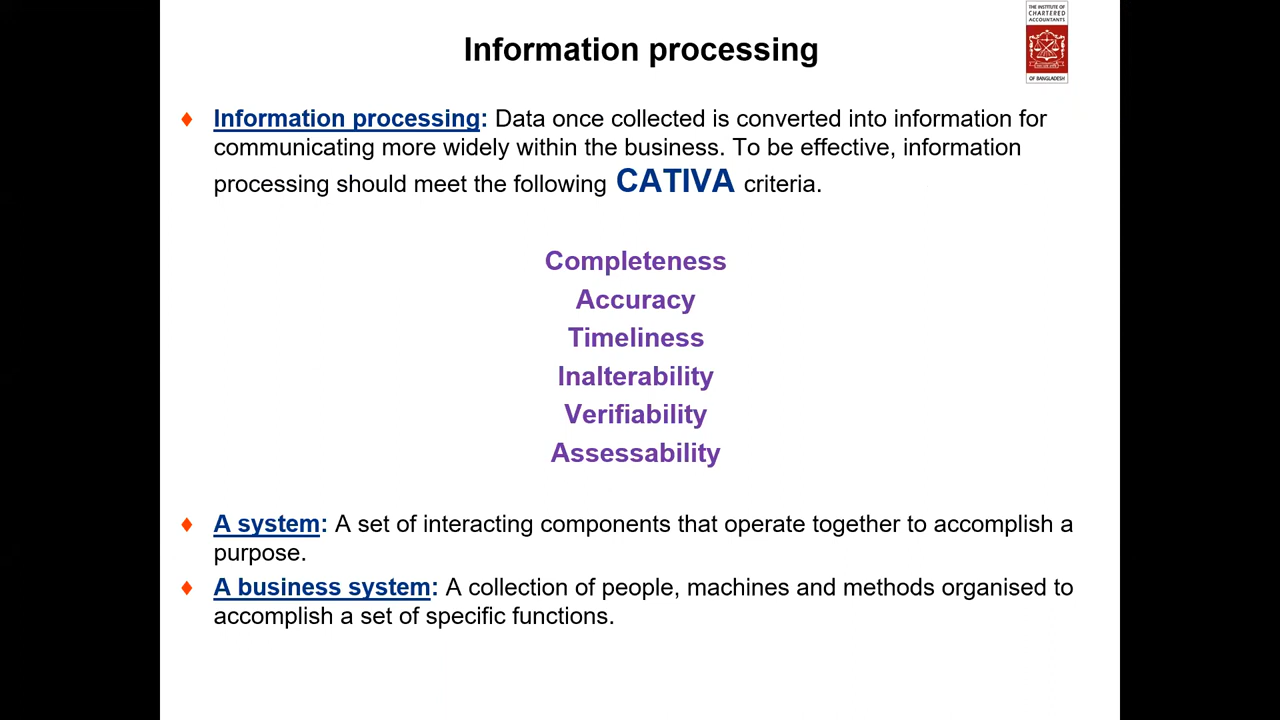 THE INSTITUTE OF
CHARTERED
ACCOUNTANTS
OF BANGLADESH
Information processing
Information processing: Data once collected is converted into information for
communicating more widely within the business. To be effective, information
processing should meet the following CATIVA criteria.
Completeness
Accuracy
Timeliness
Inalterability
Verifiability
Assessability
A system: A set of interacting components that operate together to accomplish a
purpose.
A business system: A collection of people, machines and methods organised to
accomplish a set of specific functions.